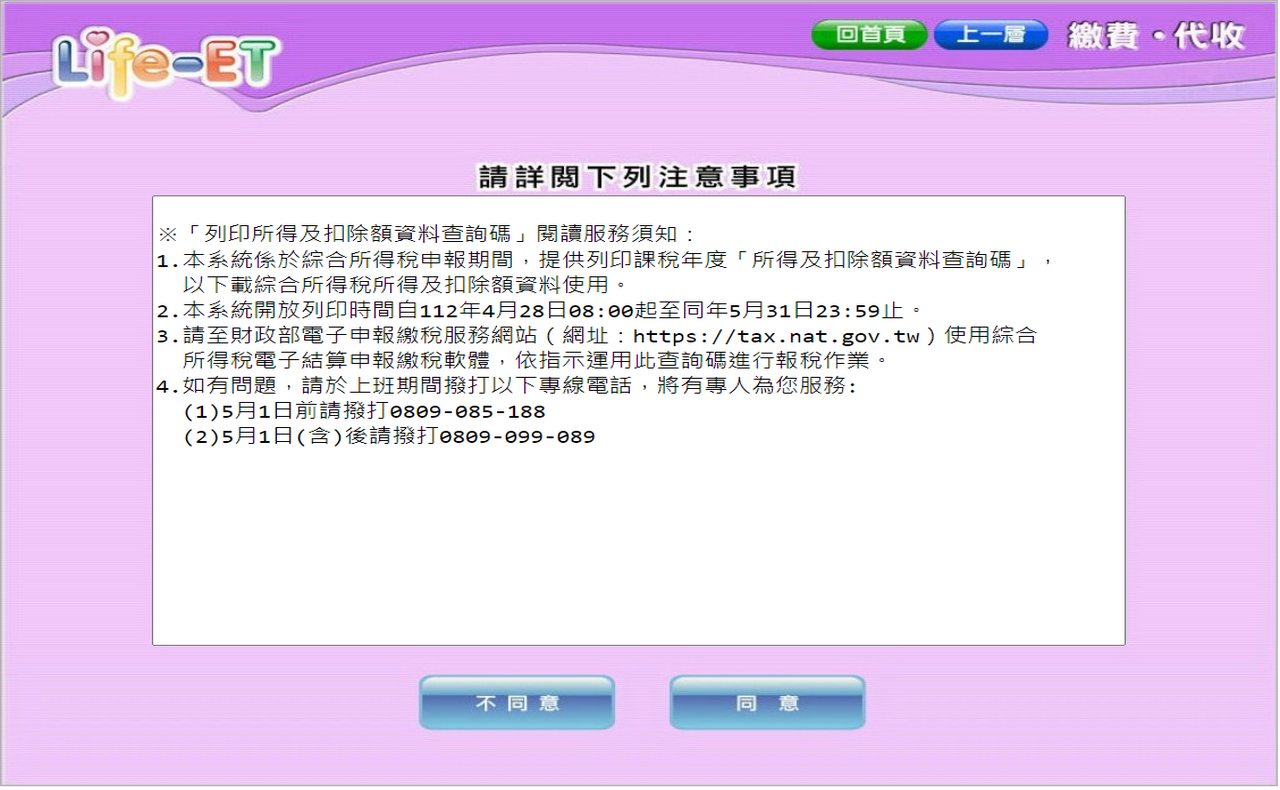 Life-ET
回首頁
上一層
繳費・代收
請詳閱下列注意事項
※「列印所得及扣除額資料查詢碼」閱讀服務須知：
1.本系統係於綜合所得稅申報期間，提供列印課稅年度「所得及扣除額資料查詢碼」，
以下載綜合所得稅所得及扣除額資料使用。
2.本系統開放列印時間自112年4月28日08:00起至同年5月31日23:59止。
3.請至財政部電子申報繳稅服務網站（網址：https://tax.nat.gov.tw）使用綜合
所得稅電子結算申報繳稅軟體，依指示運用此查詢碼進行報稅作業。
4.如有問題，請於上班期間撥打以下專線電話，將有專人為您服務:
(1)5月1日前請撥打0809-085-188
(2)5月1日(含)後請撥打0809-099-089
不同意
同意